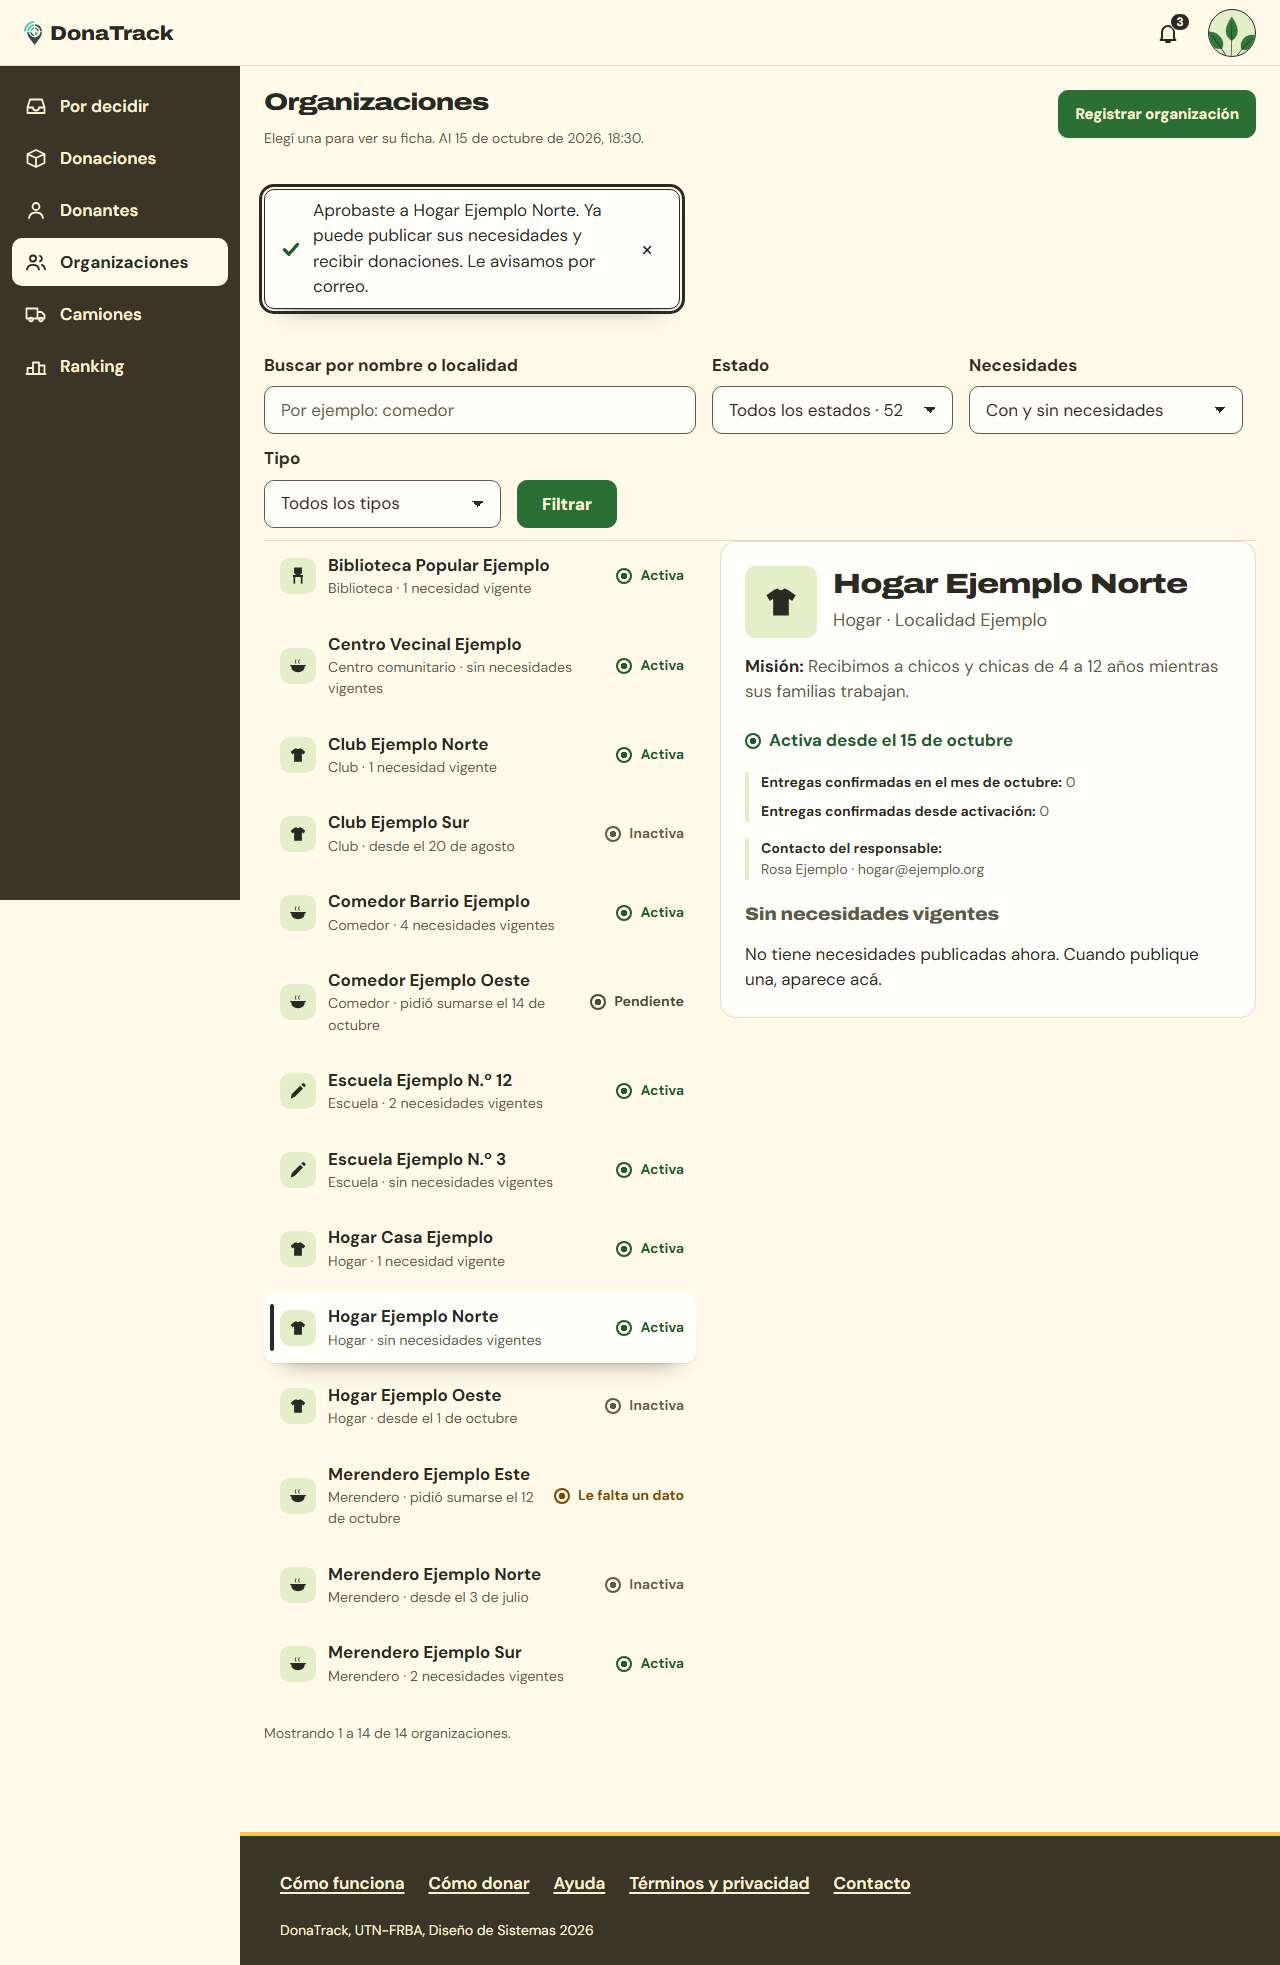 DonaTrack
3
Por decidir
Donaciones
Donantes
Organizaciones
Camiones
Ranking
Organizaciones
Elegí una para ver su ficha. Al 15 de octubre de 2026, 18:30.
Registrar organización
Aprobaste a Hogar Ejemplo Norte. Ya
puede publicar sus necesidades y
recibir donaciones. Le avisamos por
correo.
Buscar por nombre o localidad
Por ejemplo: comedor
Estado
Todos los estados · 52
Necesidades
Con y sin necesidades
Tipo
Todos los tipos
Filtrar
Biblioteca Popular Ejemplo
Biblioteca · 1 necesidad vigente
Activa
Centro Vecinal Ejemplo
Centro comunitario · sin necesidades
vigentes
Activa
Club Ejemplo Norte
Club · 1 necesidad vigente
Activa
Club Ejemplo Sur
Club · desde el 20 de agosto
Inactiva
Comedor Barrio Ejemplo
Comedor · 4 necesidades vigentes
Activa
Comedor Ejemplo Oeste
Comedor · pidió sumarse el 14 de
octubre
Pendiente
Escuela Ejemplo N.º 12
Escuela · 2 necesidades vigentes
Activa
Escuela Ejemplo N.º 3
Escuela · sin necesidades vigentes
Activa
Hogar Casa Ejemplo
Hogar · 1 necesidad vigente
Activa
Hogar Ejemplo Norte
Hogar · sin necesidades vigentes
Activa
Hogar Ejemplo Oeste
Hogar · desde el 1 de octubre
Inactiva
Merendero Ejemplo Este
Merendero · pidió sumarse el 12
de octubre
Le falta un dato
Merendero Ejemplo Norte
Merendero · desde el 3 de julio
Inactiva
Merendero Ejemplo Sur
Merendero · 2 necesidades vigentes
Activa
Mostrando 1 a 14 de 14 organizaciones.
Hogar Ejemplo Norte
Hogar · Localidad Ejemplo
Misión: Recibimos a chicos y chicas de 4 a 12 años mientras
sus familias trabajan.
Activa desde el 15 de octubre
Entregas confirmadas en el mes de octubre: 0
Entregas confirmadas desde activación: 0
Contacto del responsable:
Rosa Ejemplo · hogar@ejemplo.org
Sin necesidades vigentes
No tiene necesidades publicadas ahora. Cuando publique
una, aparece acá.
Cómo funciona
Cómo donar
Ayuda
Términos y privacidad
Contacto
DonaTrack, UTN-FRBA, Diseño de Sistemas 2026